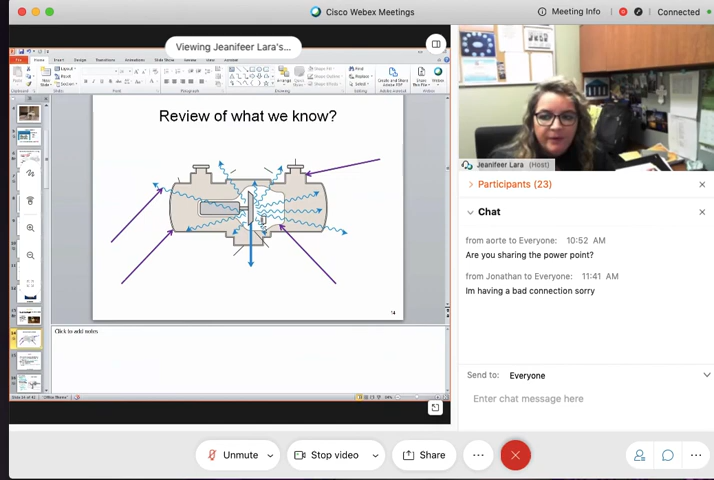 Cisco Webex Meetings
Meeting Info
Connected
Viewing Jeanifeer Lara's...
Review of what we know?
14
Click to add notes
Jeanifeer Lara (Host)
Participants (23)
Chat
from aorte to Everyone: 10:52 AM
Are you sharing the power point?
from Jonathan to Everyone: 11:41 AM
Im having a bad connection sorry
Send to: Everyone
Enter chat message here
Unmute
Stop video
Share